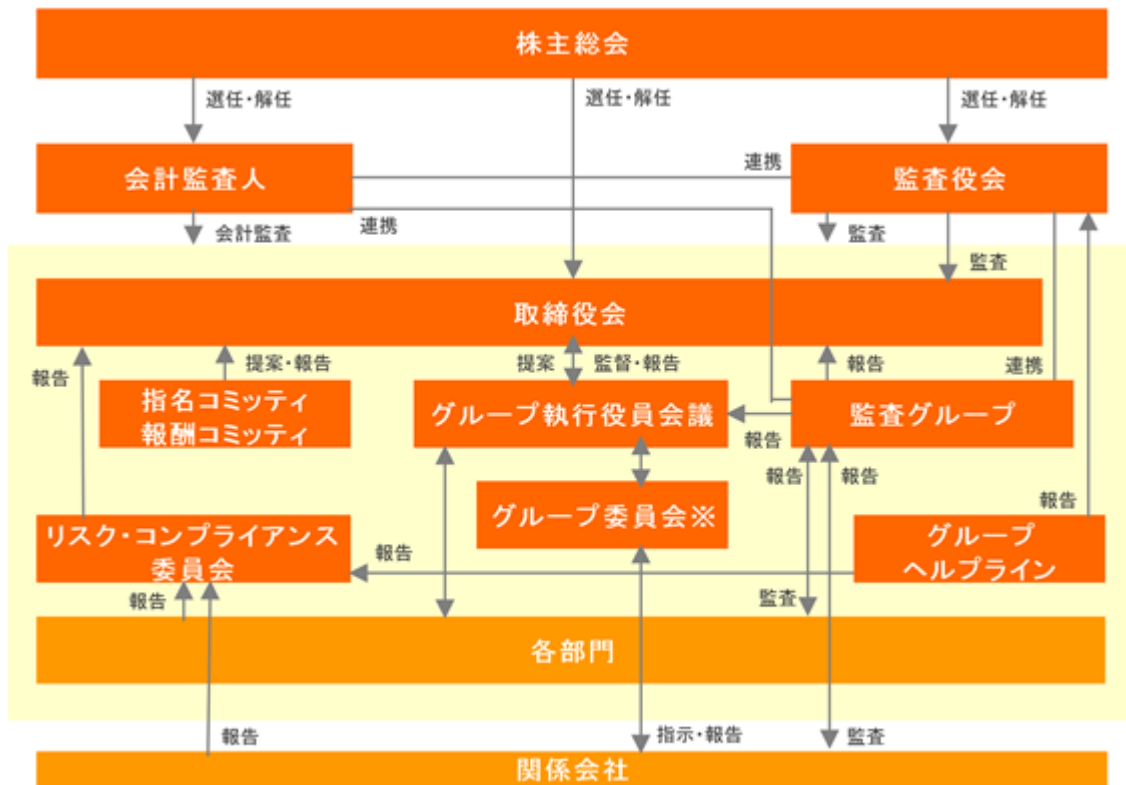 株主総会
選任・解任
選任・解任
選任・解任
会計監査人
連携
監査役会
会計監査
連携
監査
監査
取締役会
報告
提案・報告
提案
監督・報告
報告
連携
指名コミッティ
報酬コミッティ
グループ執行役員会議
報告
監査グループ
報告
報告
グループ委員会※
報告
リスク・コンプライアンス
委員会
報告
グループ
ヘルプライン
報告
監査
各部門
報告
指示・報告
監査
関係会社